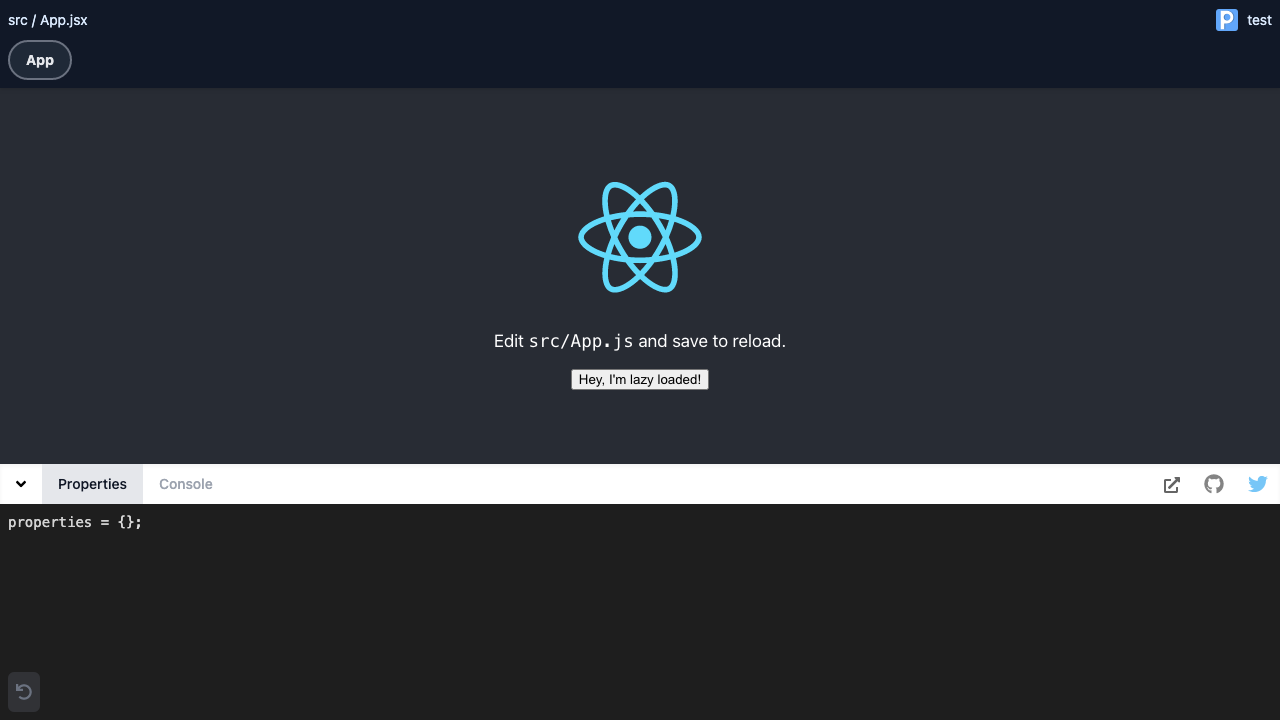 src / App.jsx
P test
App
Edit src/App.js and save to reload.
Hey, I'm lazy loaded!
Properties Console
properties = {};